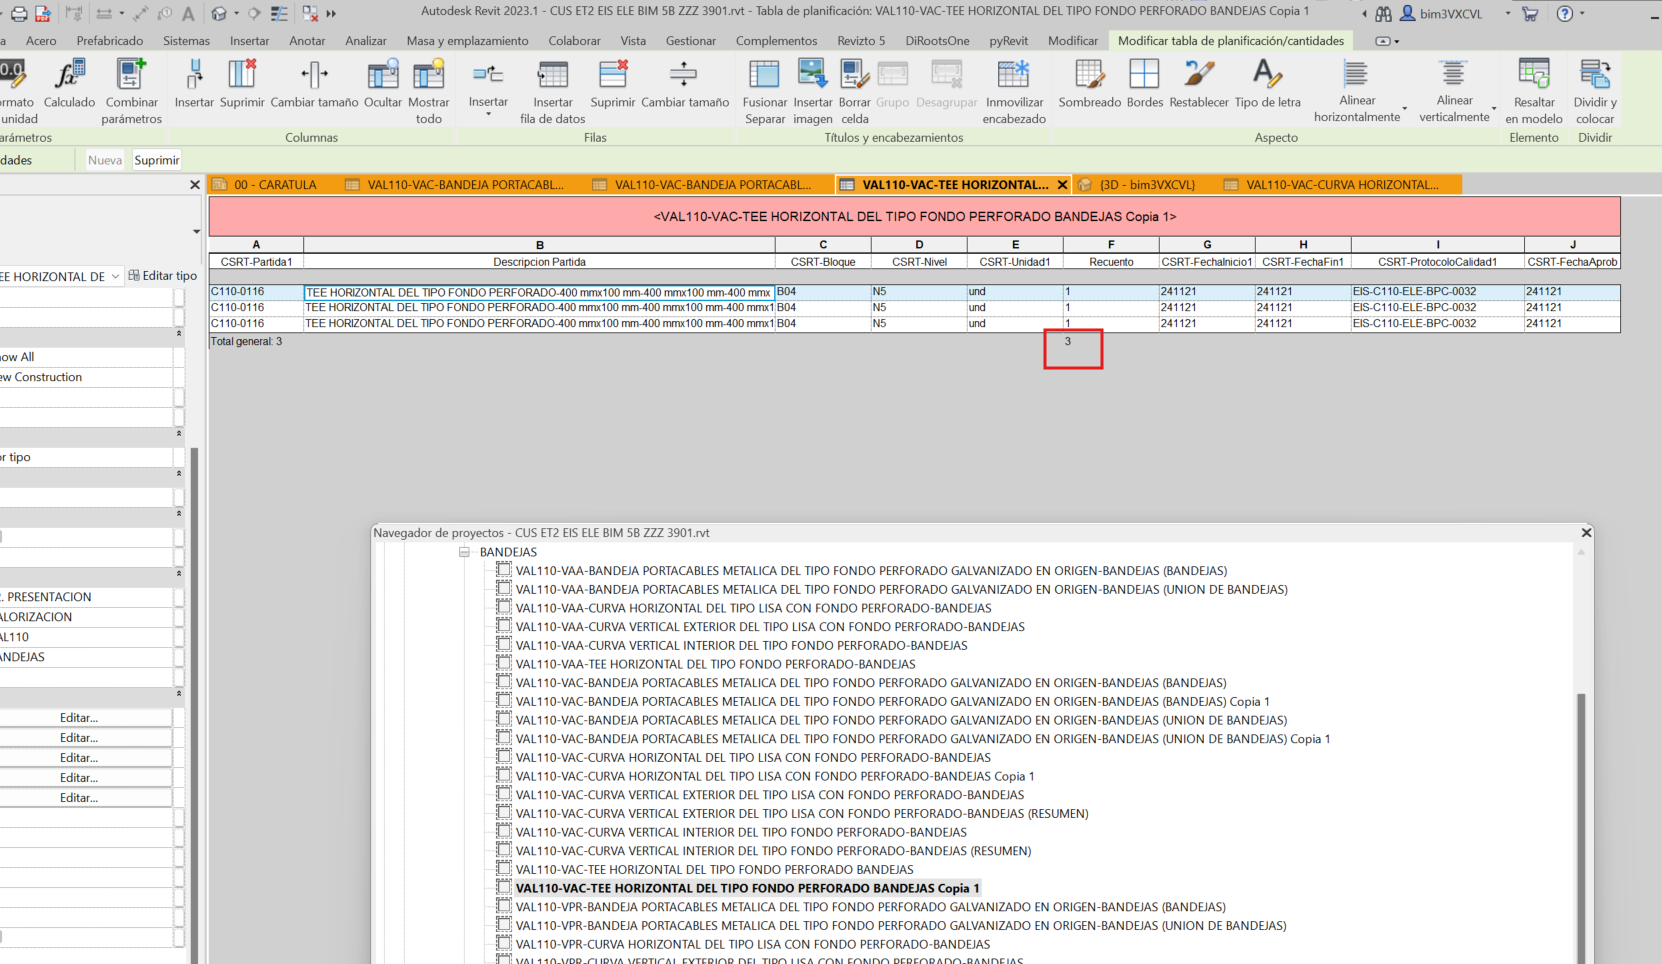 Autodesk Revit 2023.1 - CUS ET2 EIS ELE BIM 5B ZZZ 3901.rvt - Tabla de planificación: VAL110-VAC-TEE HORIZONTAL DEL TIPO FONDO PERFORADO BANDEJAS Copia 1
bim3VXCVL
a Acero Prefabricado Sistemas Insertar Anotar Analizar Masa y emplazamiento Colaborar Vista Gestionar Complementos Revizto 5 DiRootsOne pyRevit Modificar Modificar tabla de planificación/cantidades
ormato Calculado Combinar Insertar Suprimir Cambiar tamaño Ocultar Mostrar Insertar Insertar Suprimir Cambiar tamaño Fusionar Insertar Borrar Grupo Desagrupar Inmovilizar Sombreado Bordes Restablecer Tipo de letra Alinear Alinear Resaltar Dividir y
unidad parámetros todo fila de datos Separar imagen celda encabezado horizontalmente verticalmente en modelo colocar
arámetros Columnas Filas Títulos y encabezamientos Aspecto Elemento Dividir
dades Nueva Suprimir
00 - CARATULA VAL110-VAC-BANDEJA PORTACABL... VAL110-VAC-BANDEJA PORTACABL... VAL110-VAC-TEE HORIZONTAL... {3D - bim3VXCVL} VAL110-VAC-CURVA HORIZONTAL...
<VAL110-VAC-TEE HORIZONTAL DEL TIPO FONDO PERFORADO BANDEJAS Copia 1>
A B C D E F G H I J
CSRT-Partida1 Descripcion Partida CSRT-Bloque CSRT-Nivel CSRT-Unidad1 Recuento CSRT-FechaInicio1 CSRT-FechaFin1 CSRT-ProtocoloCalidad1 CSRT-FechaAprob
C110-0116 TEE HORIZONTAL DEL TIPO FONDO PERFORADO-400 mmx100 mm-400 mmx100 mm-400 mmx B04 N5 und 1 241121 241121 EIS-C110-ELE-BPC-0032 241121
C110-0116 TEE HORIZONTAL DEL TIPO FONDO PERFORADO-400 mmx100 mm-400 mmx100 mm-400 mmx1 B04 N5 und 1 241121 241121 EIS-C110-ELE-BPC-0032 241121
C110-0116 TEE HORIZONTAL DEL TIPO FONDO PERFORADO-400 mmx100 mm-400 mmx100 mm-400 mmx1 B04 N5 und 1 241121 241121 EIS-C110-ELE-BPC-0032 241121
Total general: 3 3
EE HORIZONTAL DE Editar tipo
how All
ew Construction
or tipo
. PRESENTACION
ALORIZACION
AL110
ANDEJAS
Editar...
Editar...
Editar...
Editar...
Editar...
Navegador de proyectos - CUS ET2 EIS ELE BIM 5B ZZZ 3901.rvt
BANDEJAS
VAL110-VAA-BANDEJA PORTACABLES METALICA DEL TIPO FONDO PERFORADO GALVANIZADO EN ORIGEN-BANDEJAS (BANDEJAS)
VAL110-VAA-BANDEJA PORTACABLES METALICA DEL TIPO FONDO PERFORADO GALVANIZADO EN ORIGEN-BANDEJAS (UNION DE BANDEJAS)
VAL110-VAA-CURVA HORIZONTAL DEL TIPO LISA CON FONDO PERFORADO-BANDEJAS
VAL110-VAA-CURVA VERTICAL EXTERIOR DEL TIPO LISA CON FONDO PERFORADO-BANDEJAS
VAL110-VAA-CURVA VERTICAL INTERIOR DEL TIPO FONDO PERFORADO-BANDEJAS
VAL110-VAA-TEE HORIZONTAL DEL TIPO FONDO PERFORADO-BANDEJAS
VAL110-VAC-BANDEJA PORTACABLES METALICA DEL TIPO FONDO PERFORADO GALVANIZADO EN ORIGEN-BANDEJAS (BANDEJAS)
VAL110-VAC-BANDEJA PORTACABLES METALICA DEL TIPO FONDO PERFORADO GALVANIZADO EN ORIGEN-BANDEJAS (BANDEJAS) Copia 1
VAL110-VAC-BANDEJA PORTACABLES METALICA DEL TIPO FONDO PERFORADO GALVANIZADO EN ORIGEN-BANDEJAS (UNION DE BANDEJAS)
VAL110-VAC-BANDEJA PORTACABLES METALICA DEL TIPO FONDO PERFORADO GALVANIZADO EN ORIGEN-BANDEJAS (UNION DE BANDEJAS) Copia 1
VAL110-VAC-CURVA HORIZONTAL DEL TIPO LISA CON FONDO PERFORADO-BANDEJAS
VAL110-VAC-CURVA HORIZONTAL DEL TIPO LISA CON FONDO PERFORADO-BANDEJAS Copia 1
VAL110-VAC-CURVA VERTICAL EXTERIOR DEL TIPO LISA CON FONDO PERFORADO-BANDEJAS
VAL110-VAC-CURVA VERTICAL EXTERIOR DEL TIPO LISA CON FONDO PERFORADO-BANDEJAS (RESUMEN)
VAL110-VAC-CURVA VERTICAL INTERIOR DEL TIPO FONDO PERFORADO-BANDEJAS
VAL110-VAC-CURVA VERTICAL INTERIOR DEL TIPO FONDO PERFORADO-BANDEJAS (RESUMEN)
VAL110-VAC-TEE HORIZONTAL DEL TIPO FONDO PERFORADO BANDEJAS
VAL110-VAC-TEE HORIZONTAL DEL TIPO FONDO PERFORADO BANDEJAS Copia 1
VAL110-VPR-BANDEJA PORTACABLES METALICA DEL TIPO FONDO PERFORADO GALVANIZADO EN ORIGEN-BANDEJAS (BANDEJAS)
VAL110-VPR-BANDEJA PORTACABLES METALICA DEL TIPO FONDO PERFORADO GALVANIZADO EN ORIGEN-BANDEJAS (UNION DE BANDEJAS)
VAL110-VPR-CURVA HORIZONTAL DEL TIPO LISA CON FONDO PERFORADO-BANDEJAS
VAL110-VPR-CURVA VERTICAL EXTERIOR DEL TIPO LISA CON FONDO PERFORADO-BANDEJAS